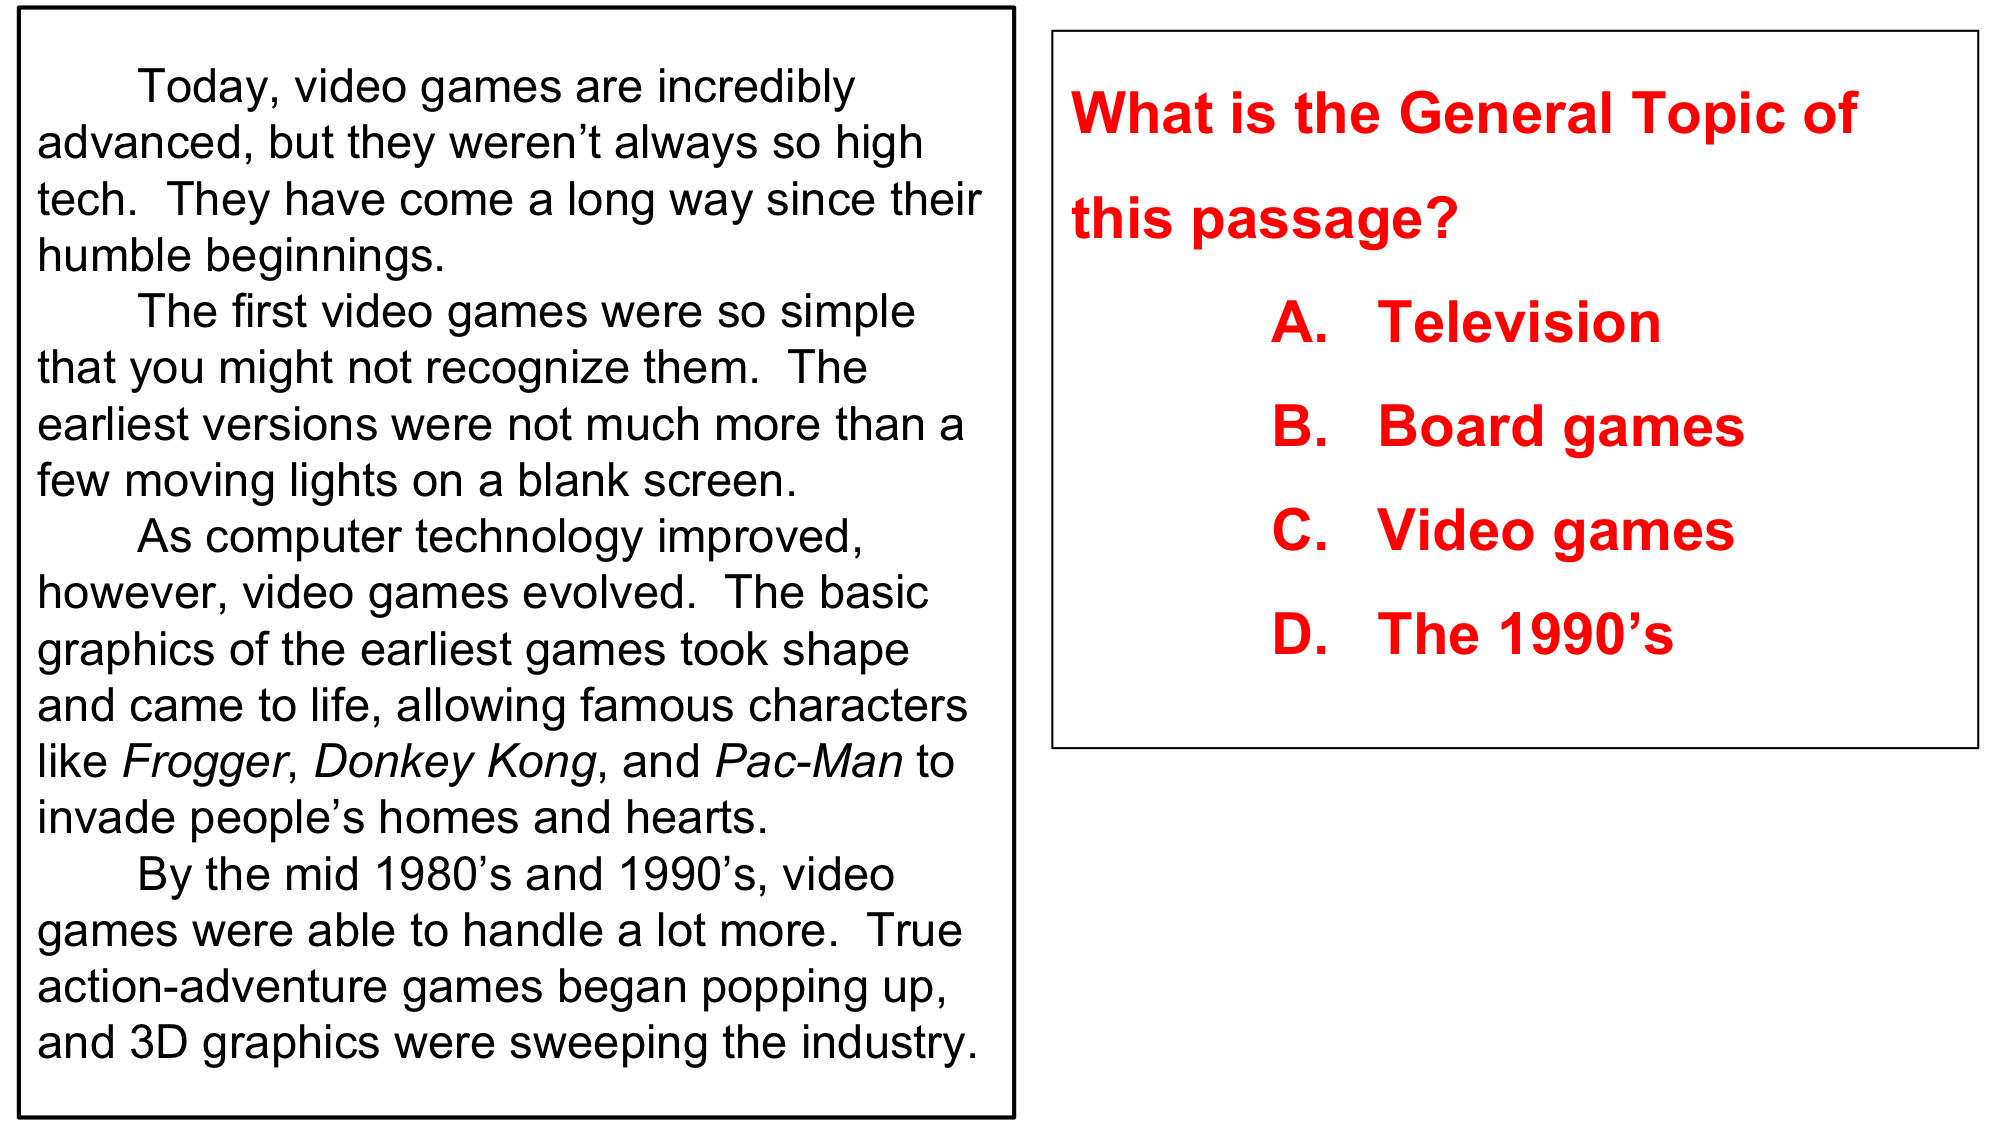 Today, video games are incredibly
advanced, but they weren’t always so high
tech.  They have come a long way since their
humble beginnings.
The first video games were so simple
that you might not recognize them.  The
earliest versions were not much more than a
few moving lights on a blank screen.
As computer technology improved,
however, video games evolved.  The basic
graphics of the earliest games took shape
and came to life, allowing famous characters
like Frogger, Donkey Kong, and Pac-Man to
invade people’s homes and hearts.
By the mid 1980’s and 1990’s, video
games were able to handle a lot more.  True
action-adventure games began popping up,
and 3D graphics were sweeping the industry.
What is the General Topic of
this passage?
A. Television
B. Board games
C. Video games
D. The 1990’s